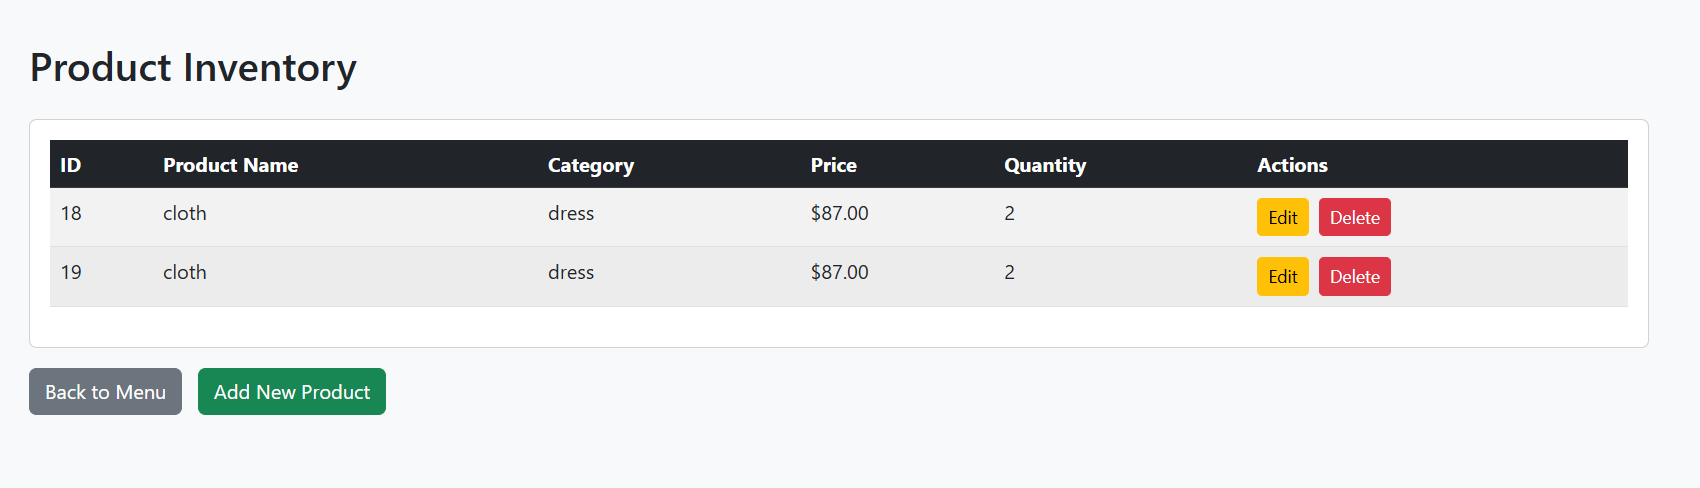 Product Inventory
ID Product Name Category Price Quantity Actions
18 cloth dress $87.00 2 Edit Delete
19 cloth dress $87.00 2 Edit Delete
Back to Menu Add New Product